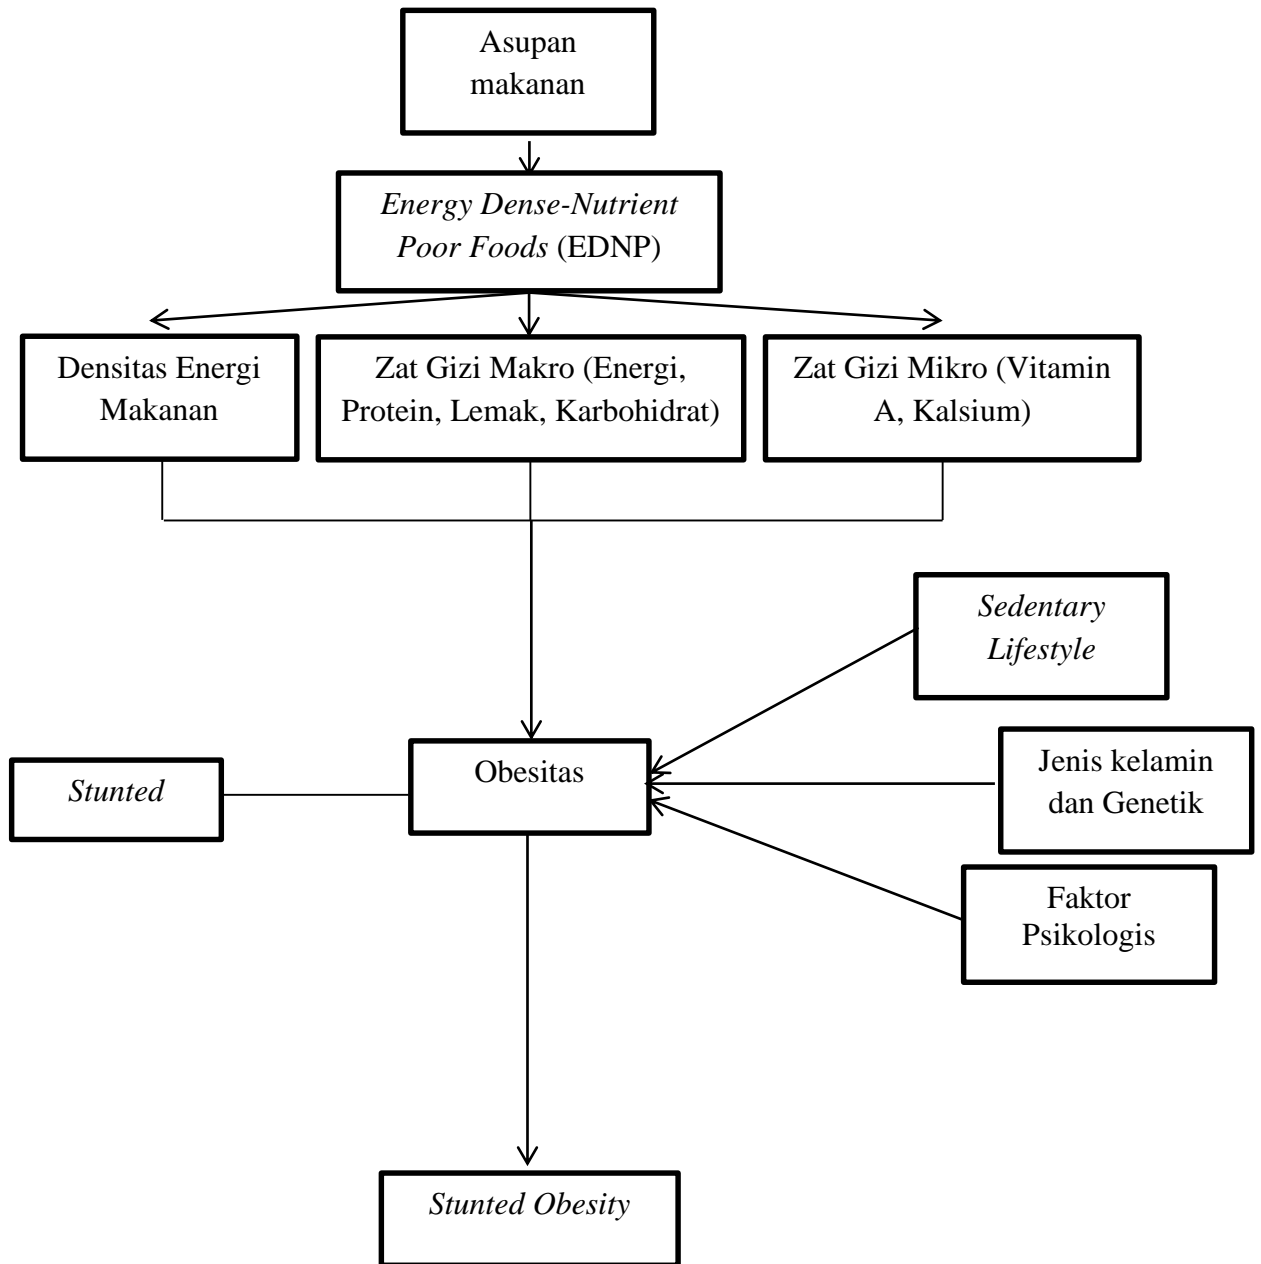 Asupan
makanan
Energy Dense-Nutrient
Poor Foods (EDNP)
Densitas Energi
Makanan
Zat Gizi Makro (Energi,
Protein, Lemak, Karbohidrat)
Zat Gizi Mikro (Vitamin
A, Kalsium)
Sedentary
Lifestyle
Obesitas
Stunted
Jenis kelamin
dan Genetik
Faktor
Psikologis
Stunted Obesity